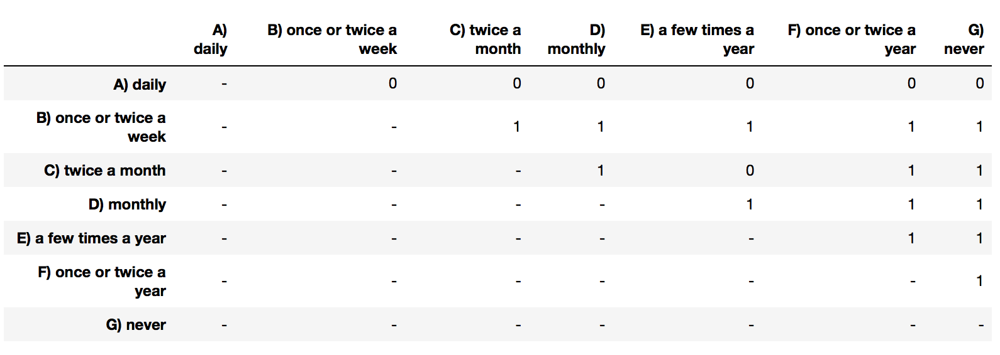 A) B) once or twice a C) twice a D) E) a few times a F) once or twice a G)
daily week month monthly year year never
A) daily - 0 0 0 0 0 0
B) once or twice a
week - - 1 1 1 1 1
C) twice a month - - - 1 0 1 1
D) monthly - - - - 1 1 1
E) a few times a year - - - - - 1 1
F) once or twice a
year - - - - - - 1
G) never - - - - - - -